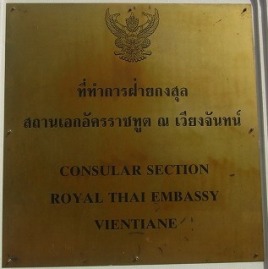 ที่ทำการฝ่ายกงสุล
สถานเอกอัครราชทูต ณ เวียงจันทน์
CONSULAR SECTION
ROYAL THAI EMBASSY
VIENTIANE